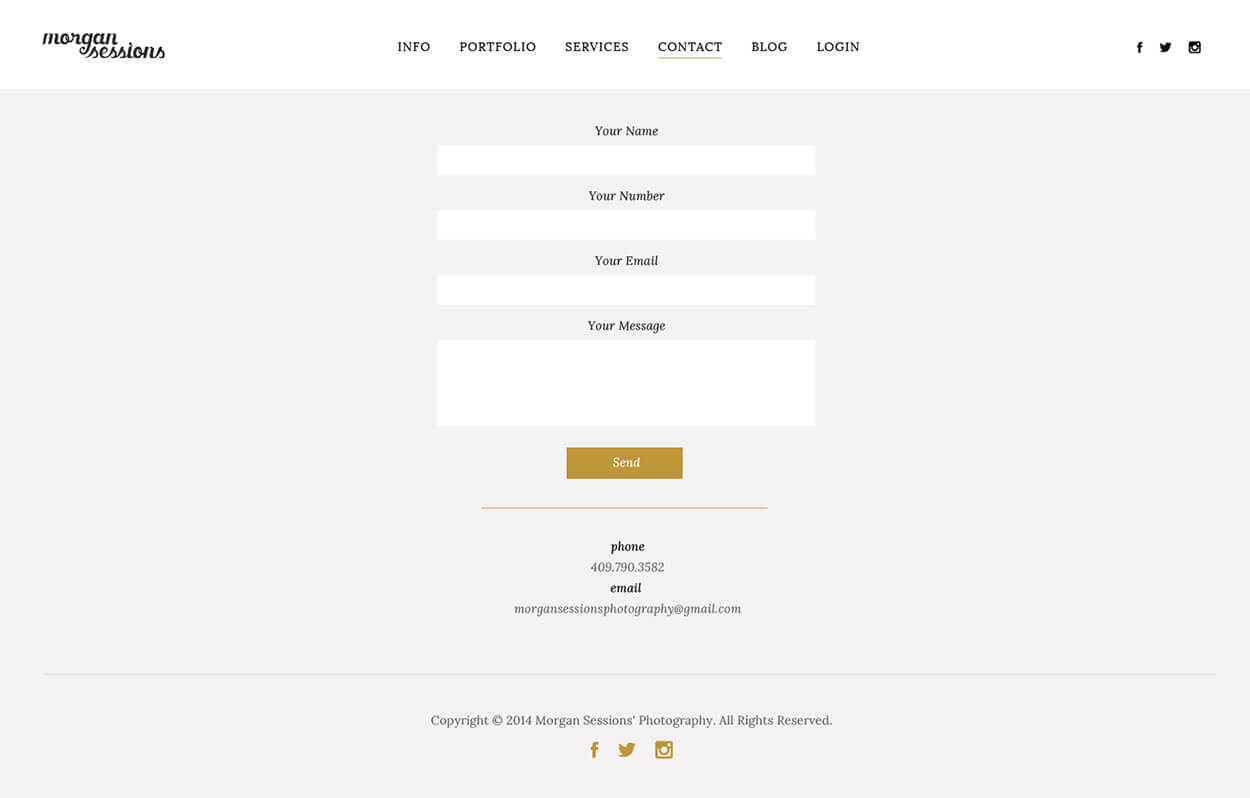 morgan
sessions
INFO PORTFOLIO SERVICES CONTACT BLOG LOGIN
Your Name
Your Number
Your Email
Your Message
Send
phone
409.790.3582
email
morgansessionsphotography@gmail.com
Copyright © 2014 Morgan Sessions' Photography. All Rights Reserved.